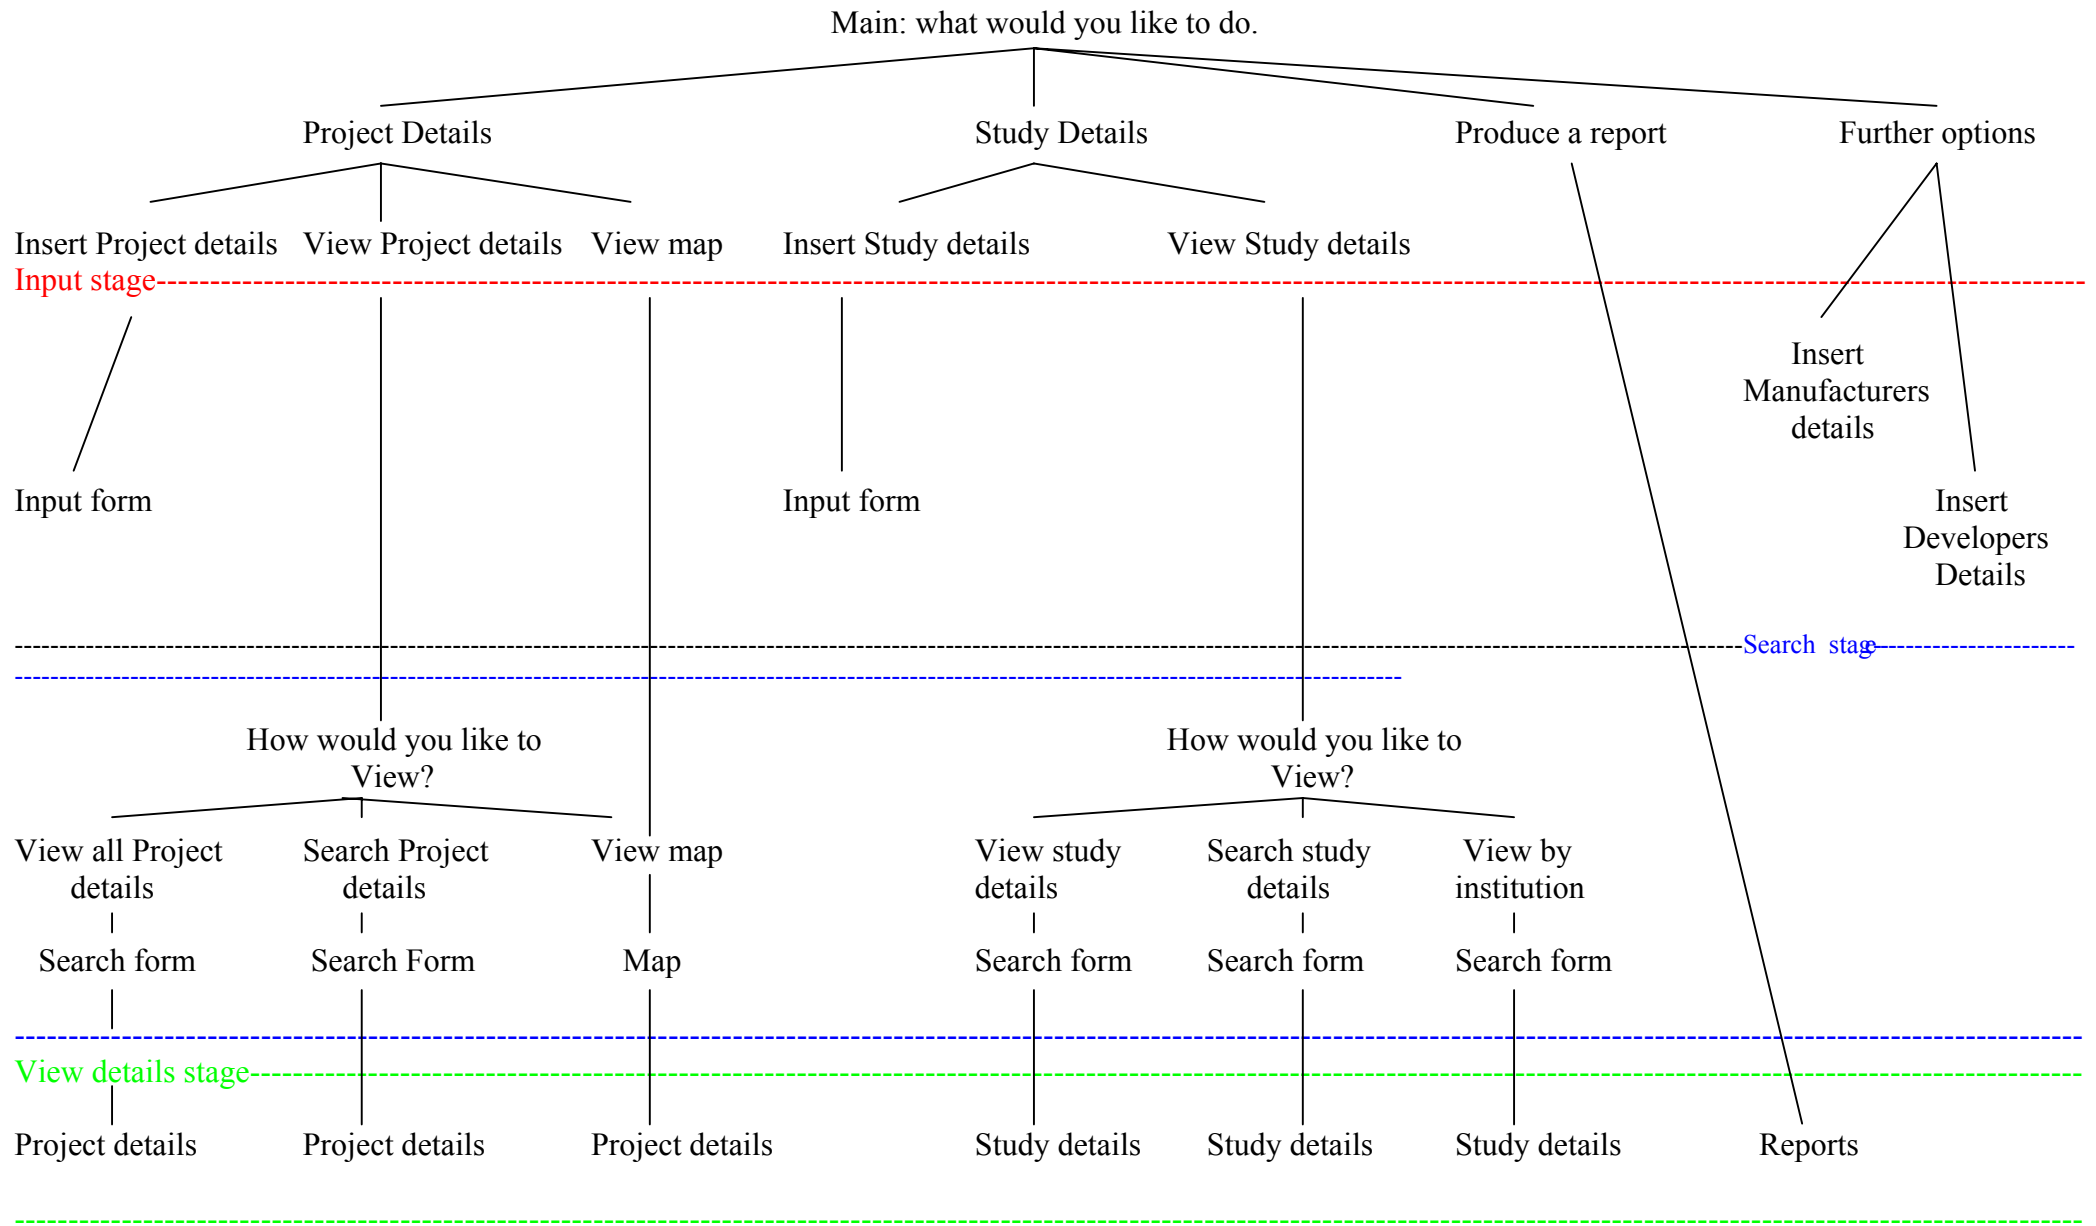 Main: what would you like to do.
Project Details
Study Details
Produce a report
Further options
Insert Project details
View Project details
View map
Insert Study details
View Study details
Input stage
Insert
Manufacturers
details
Input form
Input form
Insert
Developers
Details
Search stage
How would you like to
View?
How would you like to
View?
View all Project
details
Search Project
details
View map
View study
details
Search study
details
View by
institution
Search form
Search Form
Map
Search form
Search form
Search form
View details stage
Project details
Project details
Project details
Study details
Study details
Study details
Reports